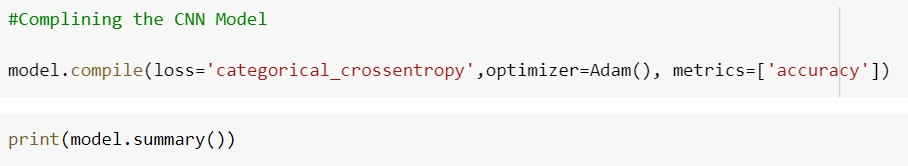 #Complining the CNN Model
model.compile(loss='categorical_crossentropy',optimizer=Adam(), metrics=['accuracy'])
print(model.summary())